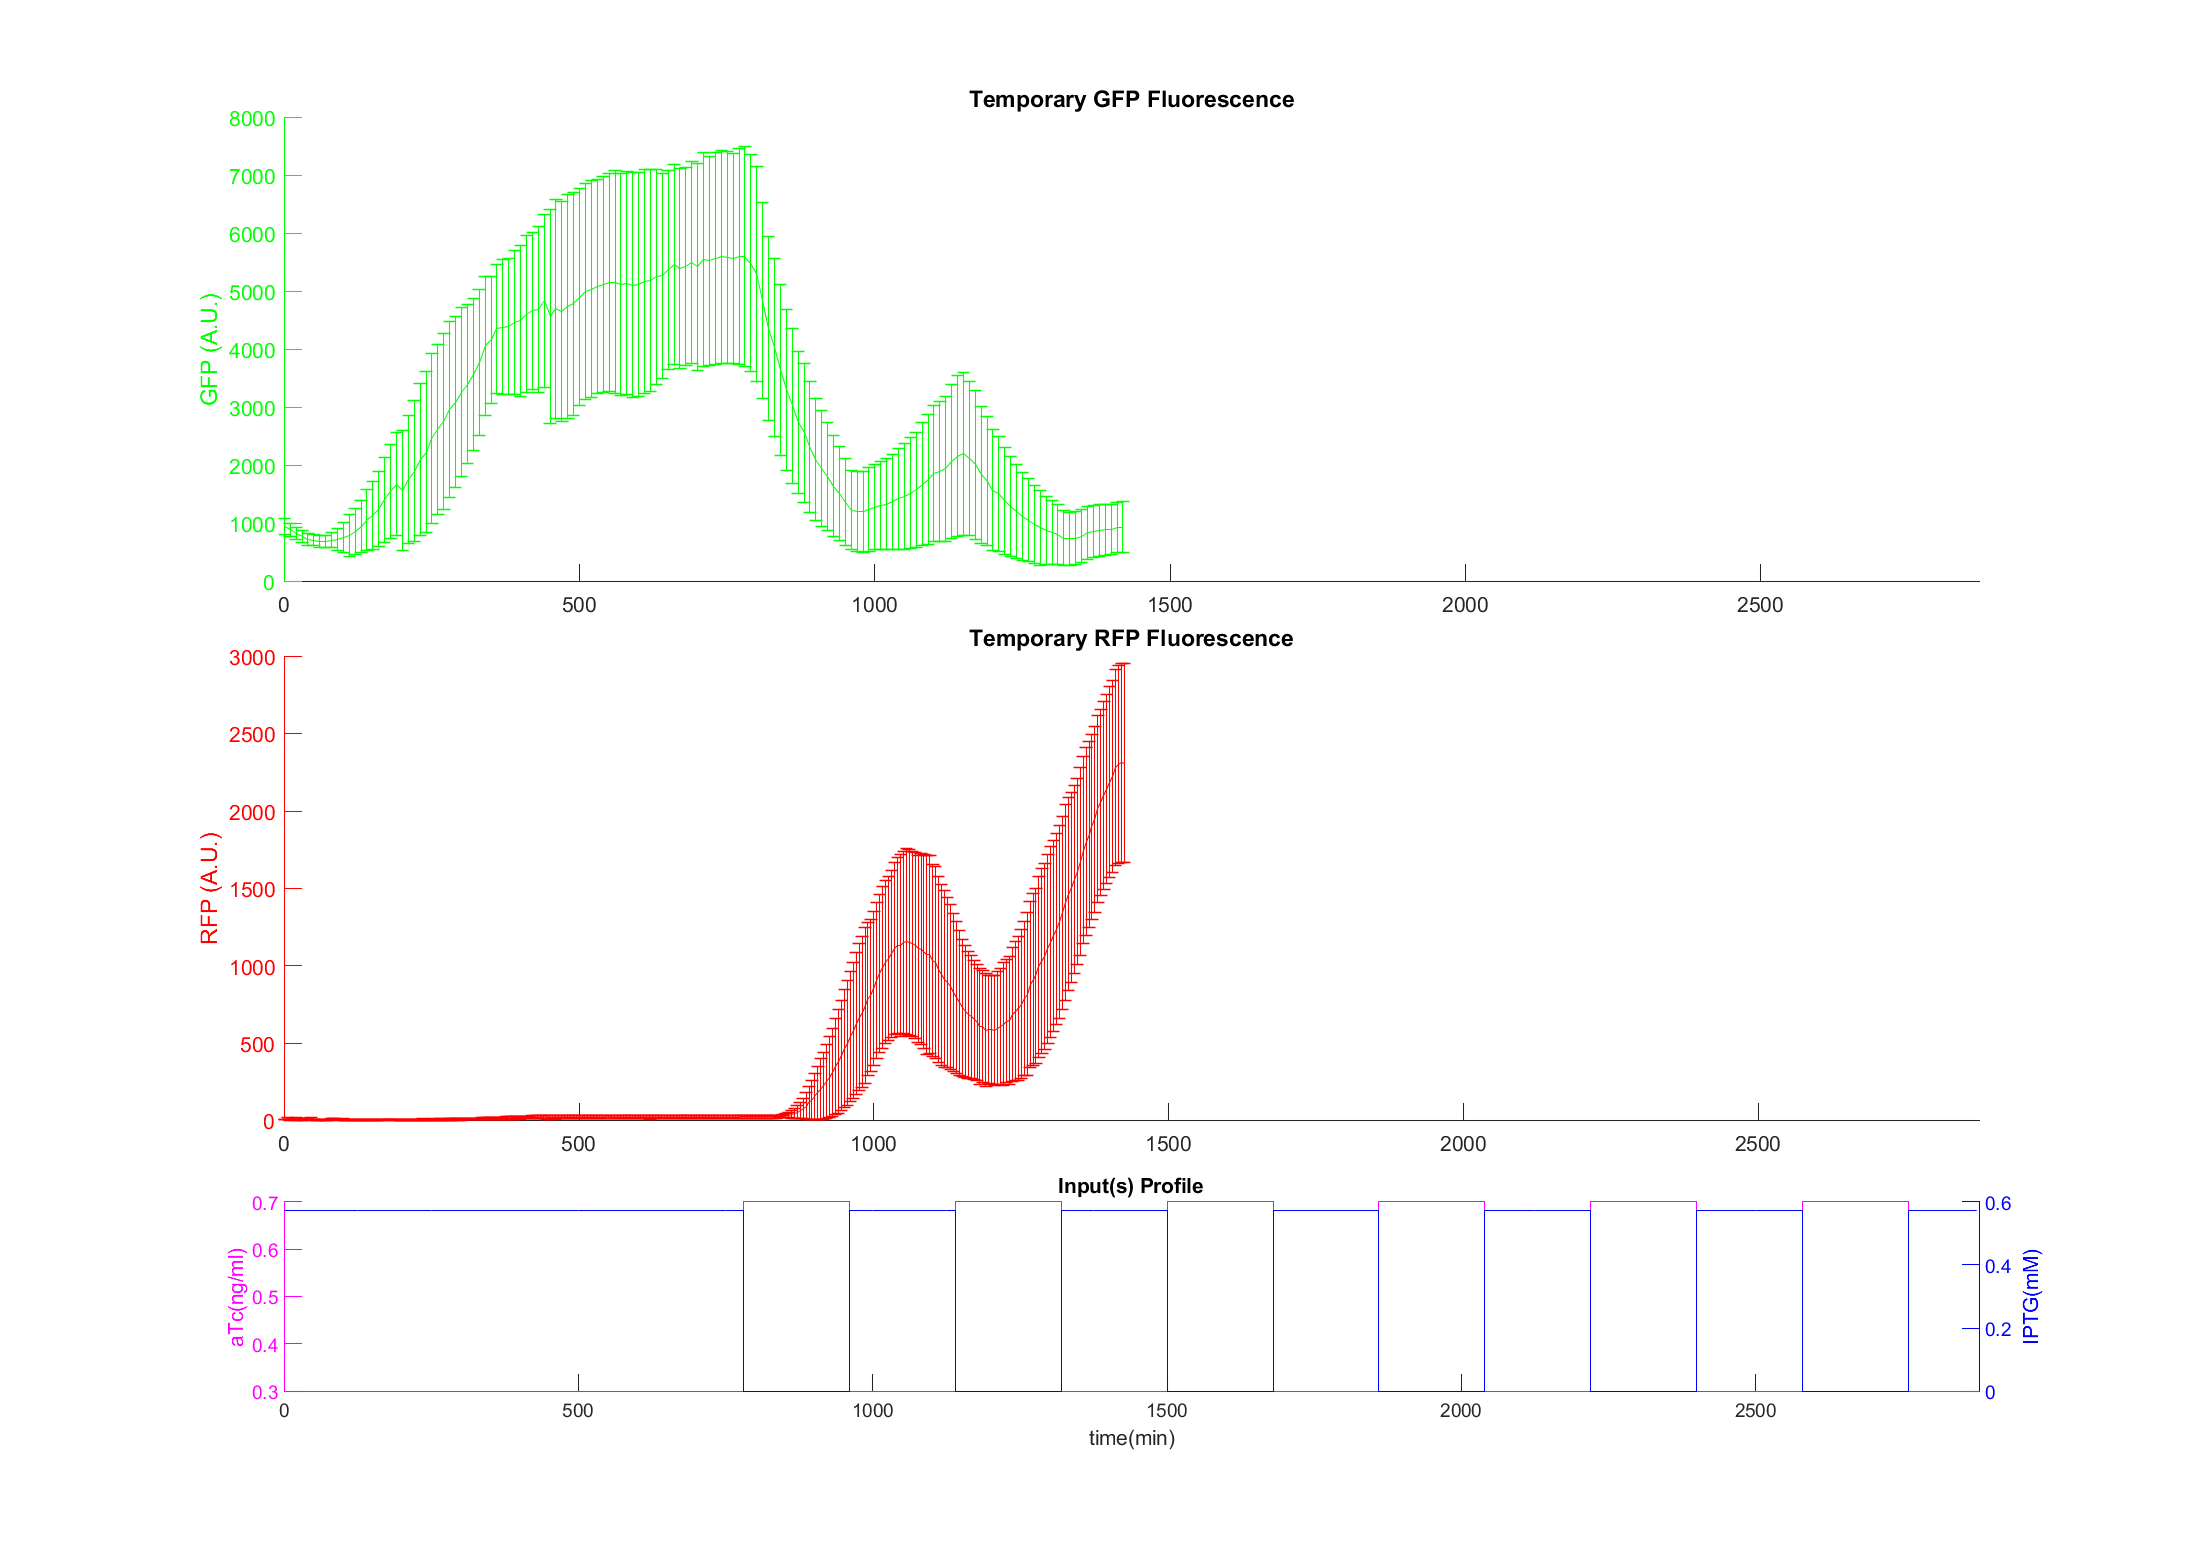 Temporary GFP Fluorescence
8000
7000
6000
5000
4000
3000
2000
1000
0
GFP (A.U.)
0 500 1000 1500 2000 2500
Temporary RFP Fluorescence
3000
2500
2000
1500
1000
500
0
RFP (A.U.)
0 500 1000 1500 2000 2500
Input(s) Profile
0.7
0.6
0.5
0.4
0.3
aTc(ng/ml)
0.6
0.4
0.2
0
IPTG(mM)
0 500 1000 1500 2000 2500
time(min)